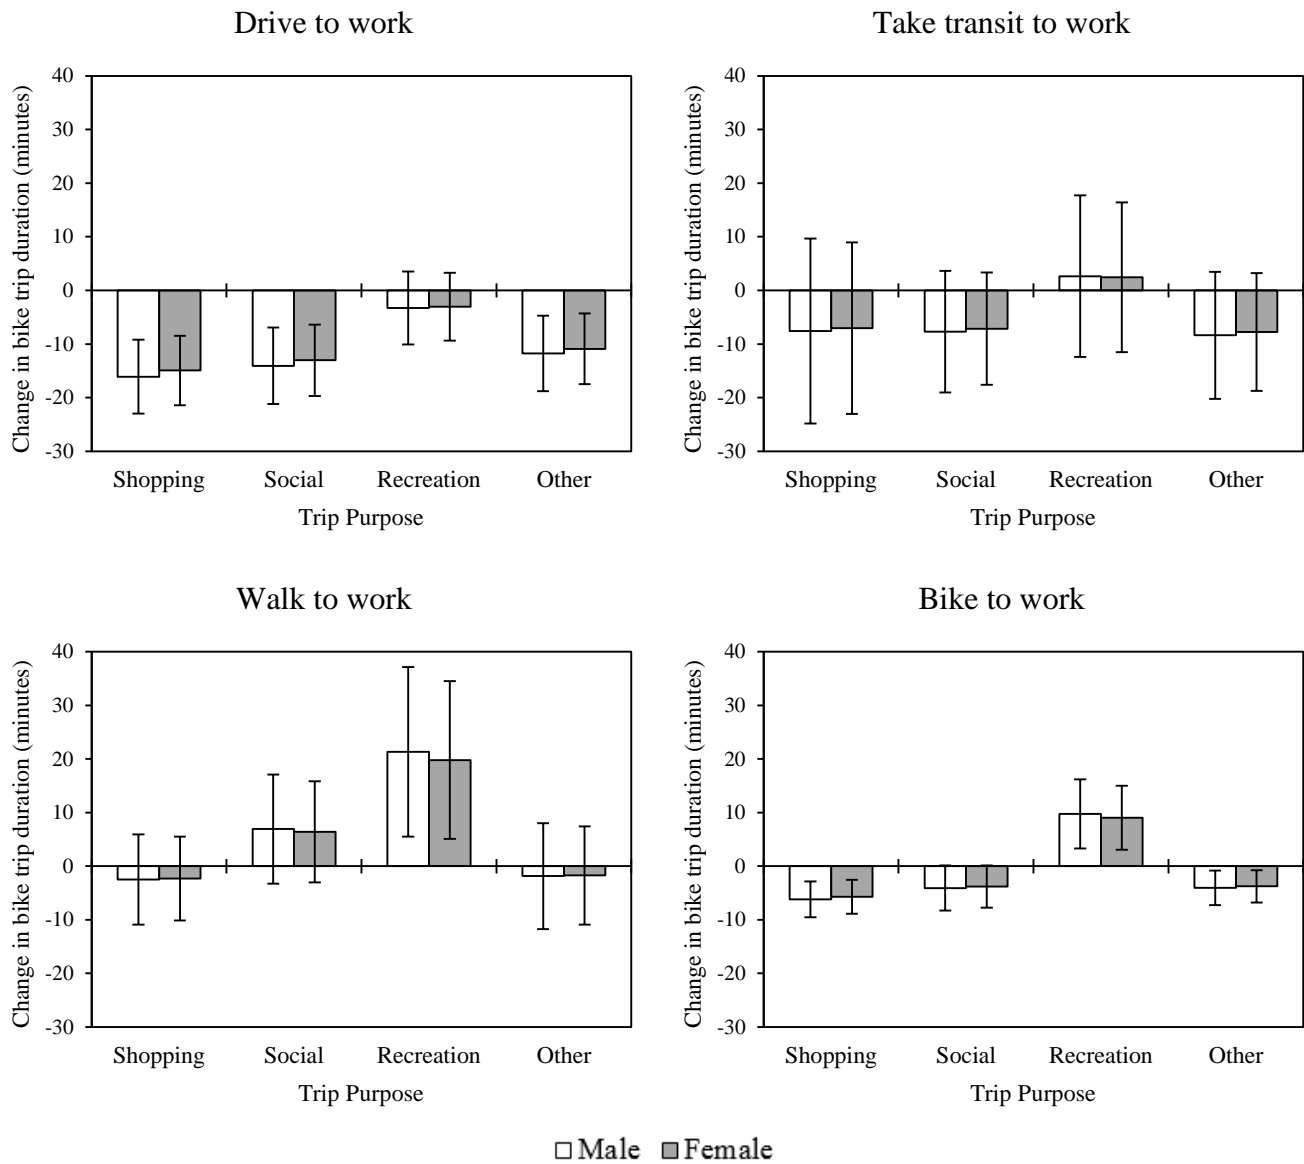 Drive to work
Change in bike trip duration (minutes)
40
30
20
10
0
-10
-20
-30
Shopping Social Recreation Other
Trip Purpose
Take transit to work
Change in bike trip duration (minutes)
40
30
20
10
0
-10
-20
-30
Shopping Social Recreation Other
Trip Purpose
Walk to work
Change in bike trip duration (minutes)
40
30
20
10
0
-10
-20
-30
Shopping Social Recreation Other
Trip Purpose
Bike to work
Change in bike trip duration (minutes)
40
30
20
10
0
-10
-20
-30
Shopping Social Recreation Other
Trip Purpose
Male Female